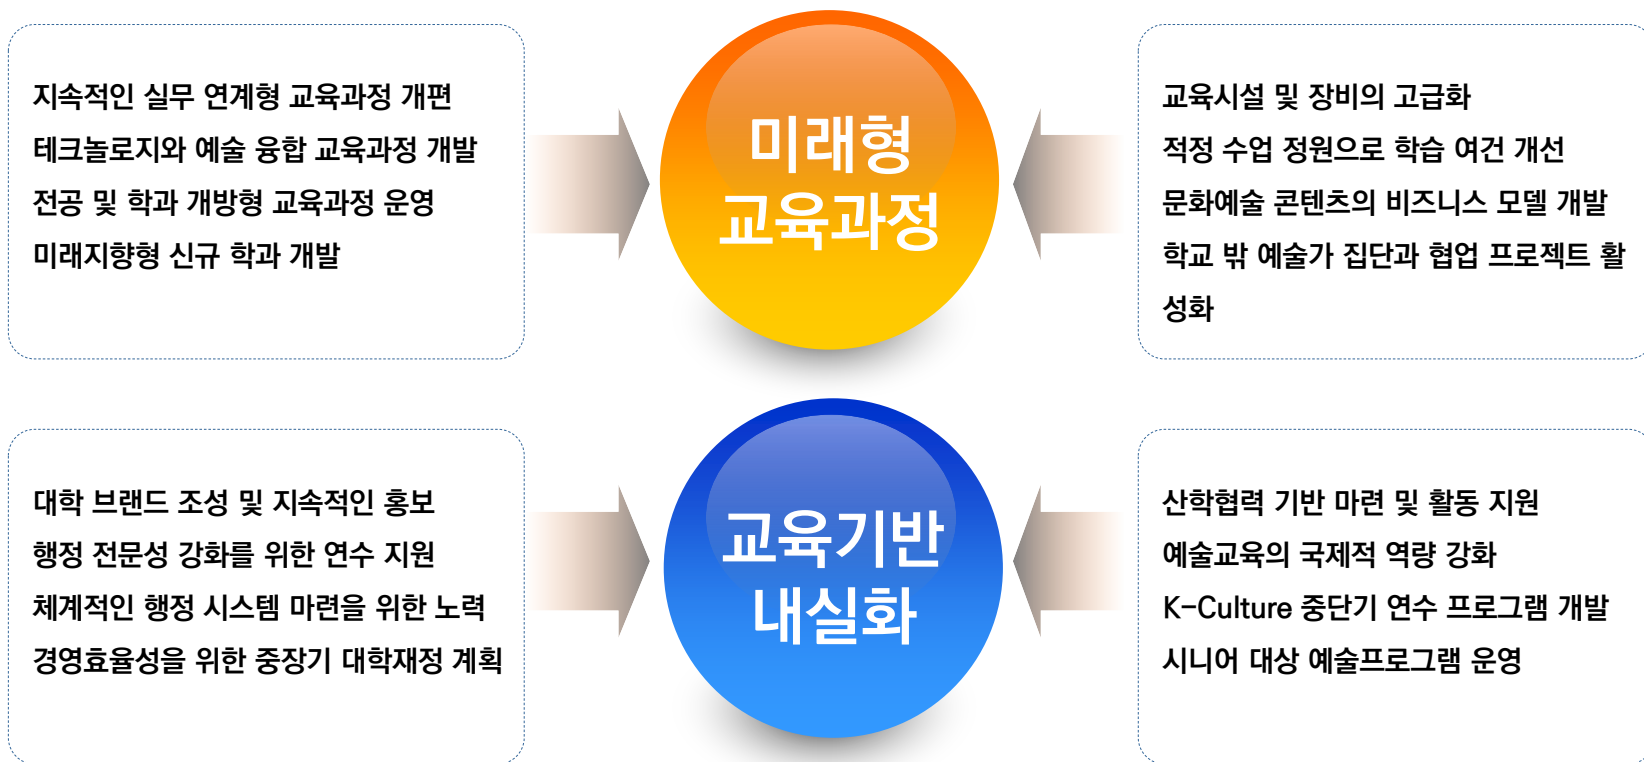 지속적인 실무 연계형 교육과정 개편
테크놀로지와 예술 융합 교육과정 개발
전공 및 학과 개방형 교육과정 운영
미래지향형 신규 학과 개발
미래형
교육과정
교육시설 및 장비의 고급화
적정 수업 정원으로 학습 여건 개선
문화예술 콘텐츠의 비즈니스 모델 개발
학교 밖 예술가 집단과 협업 프로젝트 활
성화
대학 브랜드 조성 및 지속적인 홍보
행정 전문성 강화를 위한 연수 지원
체계적인 행정 시스템 마련을 위한 노력
경영효율성을 위한 중장기 대학재정 계획
교육기반
내실화
산학협력 기반 마련 및 활동 지원
예술교육의 국제적 역량 강화
K-Culture 중단기 연수 프로그램 개발
시니어 대상 예술프로그램 운영